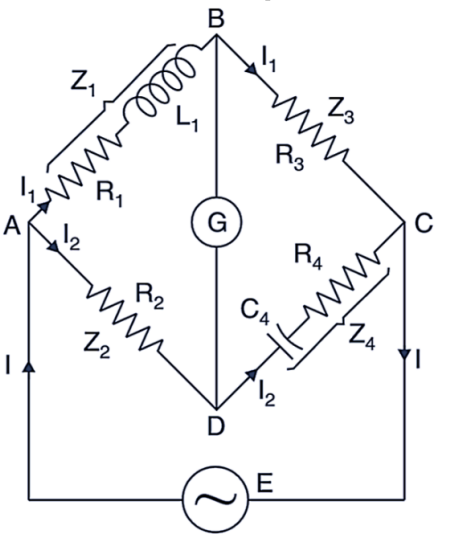 B
I₁
Z₁
L₁
Z₃
R₃
I₁
R₁
A
I₂
G
C
R₂
R₄
Z₂
C₄
Z₄
I
I
I₂
D
E